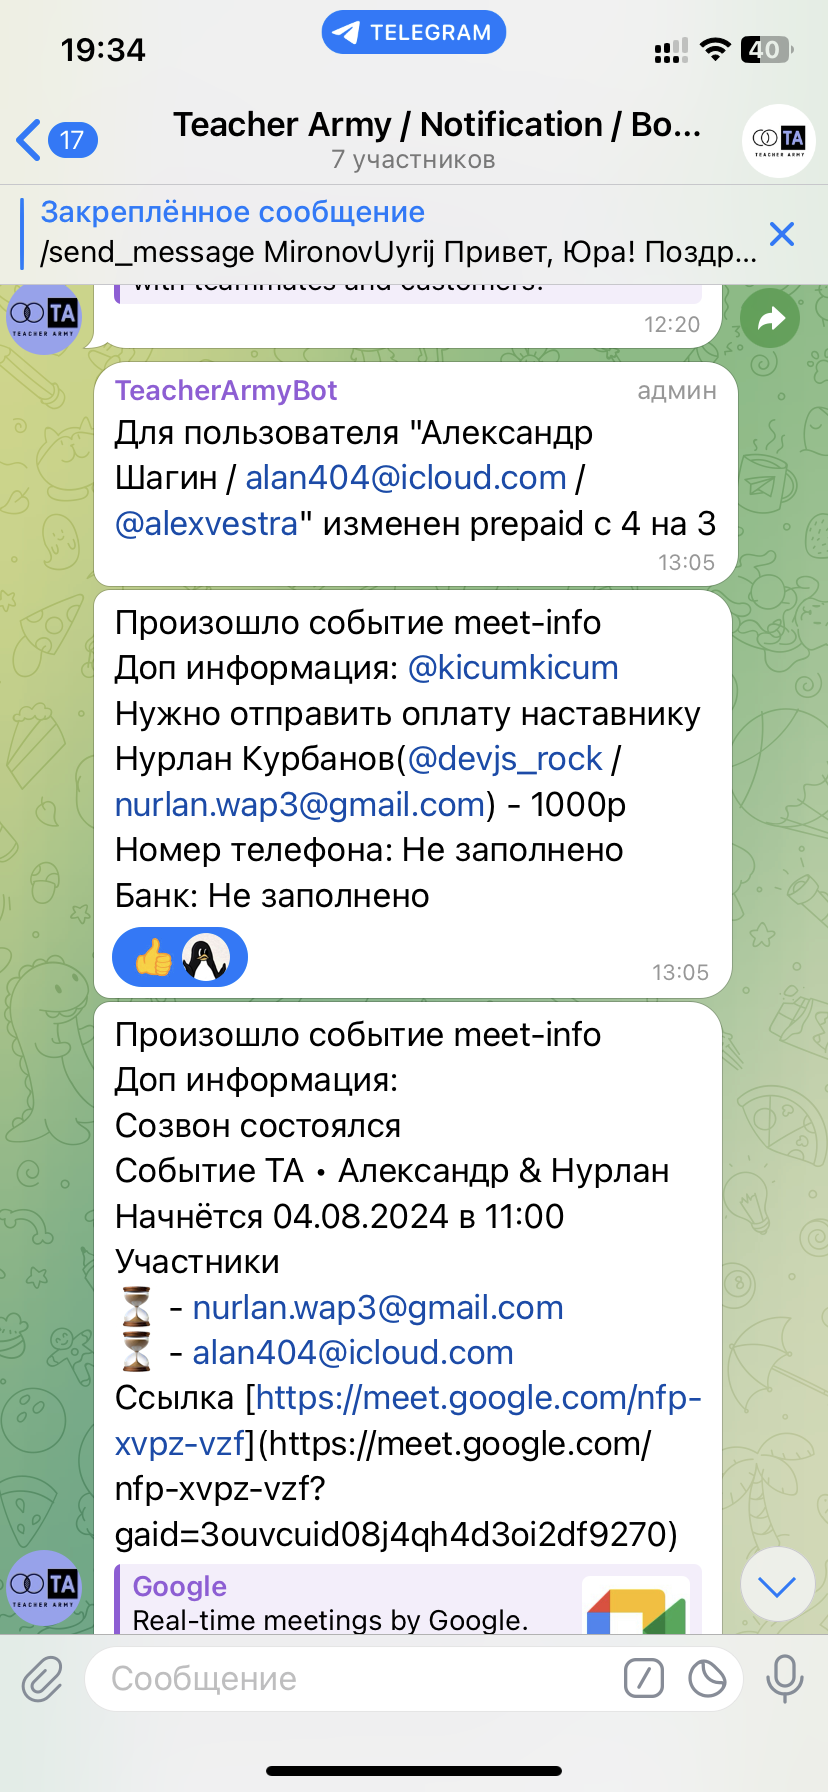 19:34
TELEGRAM
40
17
Teacher Army / Notification / Bo...
7 участников
TA
TEACHER ARMY
Закреплённое сообщение
/send_message MironovUyrij Привет, Юра! Поздр...
with teammates and customers.
12:20
TA
TEACHER ARMY
TeacherArmyBot
админ
Для пользователя "Александр
Шагин / alan404@icloud.com /
@alexvestra" изменен prepaid с 4 на 3
13:05
Произошло событие meet-info
Доп информация: @kicumkicum
Нужно отправить оплату наставнику
Нурлан Курбанов(@devjs_rock /
nurlan.wap3@gmail.com) - 1000р
Номер телефона: Не заполнено
Банк: Не заполнено
13:05
Произошло событие meet-info
Доп информация:
Созвон состоялся
Событие ТА • Александр & Нурлан
Начнётся 04.08.2024 в 11:00
Участники
⏳ - nurlan.wap3@gmail.com
⏳ - alan404@icloud.com
Ссылка [https://meet.google.com/nfp-
xvpz-vzf](https://meet.google.com/
nfp-xvpz-vzf?
gaid=3ouvcuid08j4qh4d3oi2df9270)
TA
TEACHER ARMY
Google
Real-time meetings by Google.
Сообщение